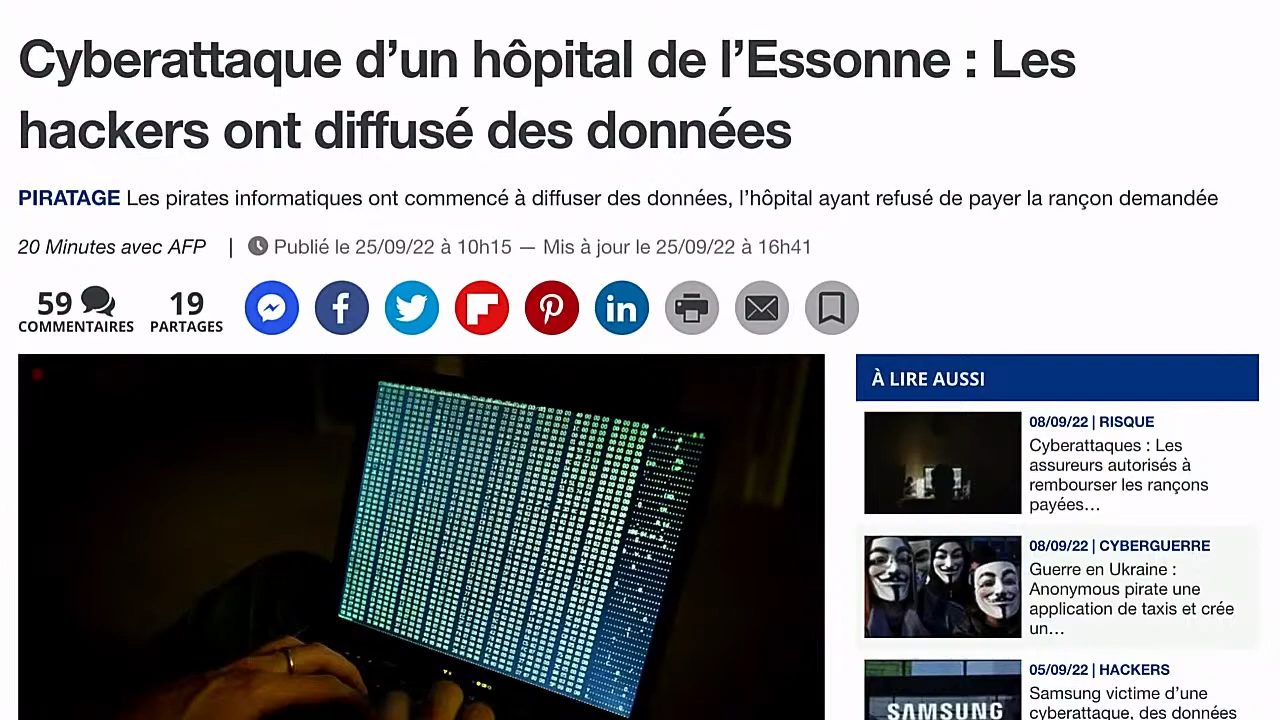 Cyberattaque d’un hôpital de l’Essonne : Les
hackers ont diffusé des données
PIRATAGE Les pirates informatiques ont commencé à diffuser des données, l’hôpital ayant refusé de payer la rançon demandée
20 Minutes avec AFP | Publié le 25/09/22 à 10h15 — Mis à jour le 25/09/22 à 16h41
59
COMMENTAIRES
19
PARTAGES
À LIRE AUSSI
08/09/22 | RISQUE
Cyberattaques : Les
assureurs autorisés à
rembourser les rançons
payées…
08/09/22 | CYBERGUERRE
Guerre en Ukraine :
Anonymous pirate une
application de taxis et crée
un…
05/09/22 | HACKERS
Samsung victime d’une
cyberattaque, des données
SAMSUNG